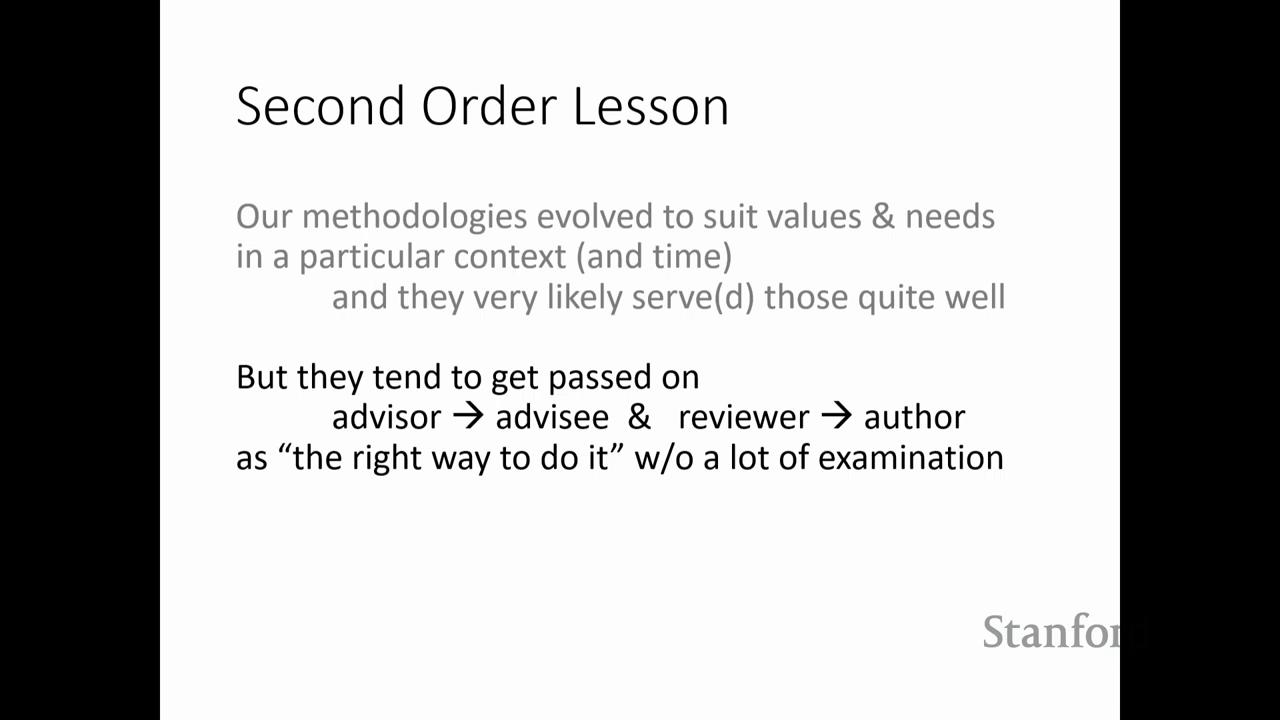 Second Order Lesson
Our methodologies evolved to suit values & needs
in a particular context (and time)
and they very likely serve(d) those quite well
But they tend to get passed on
advisor → advisee & reviewer → author
as “the right way to do it” w/o a lot of examination
Stanford